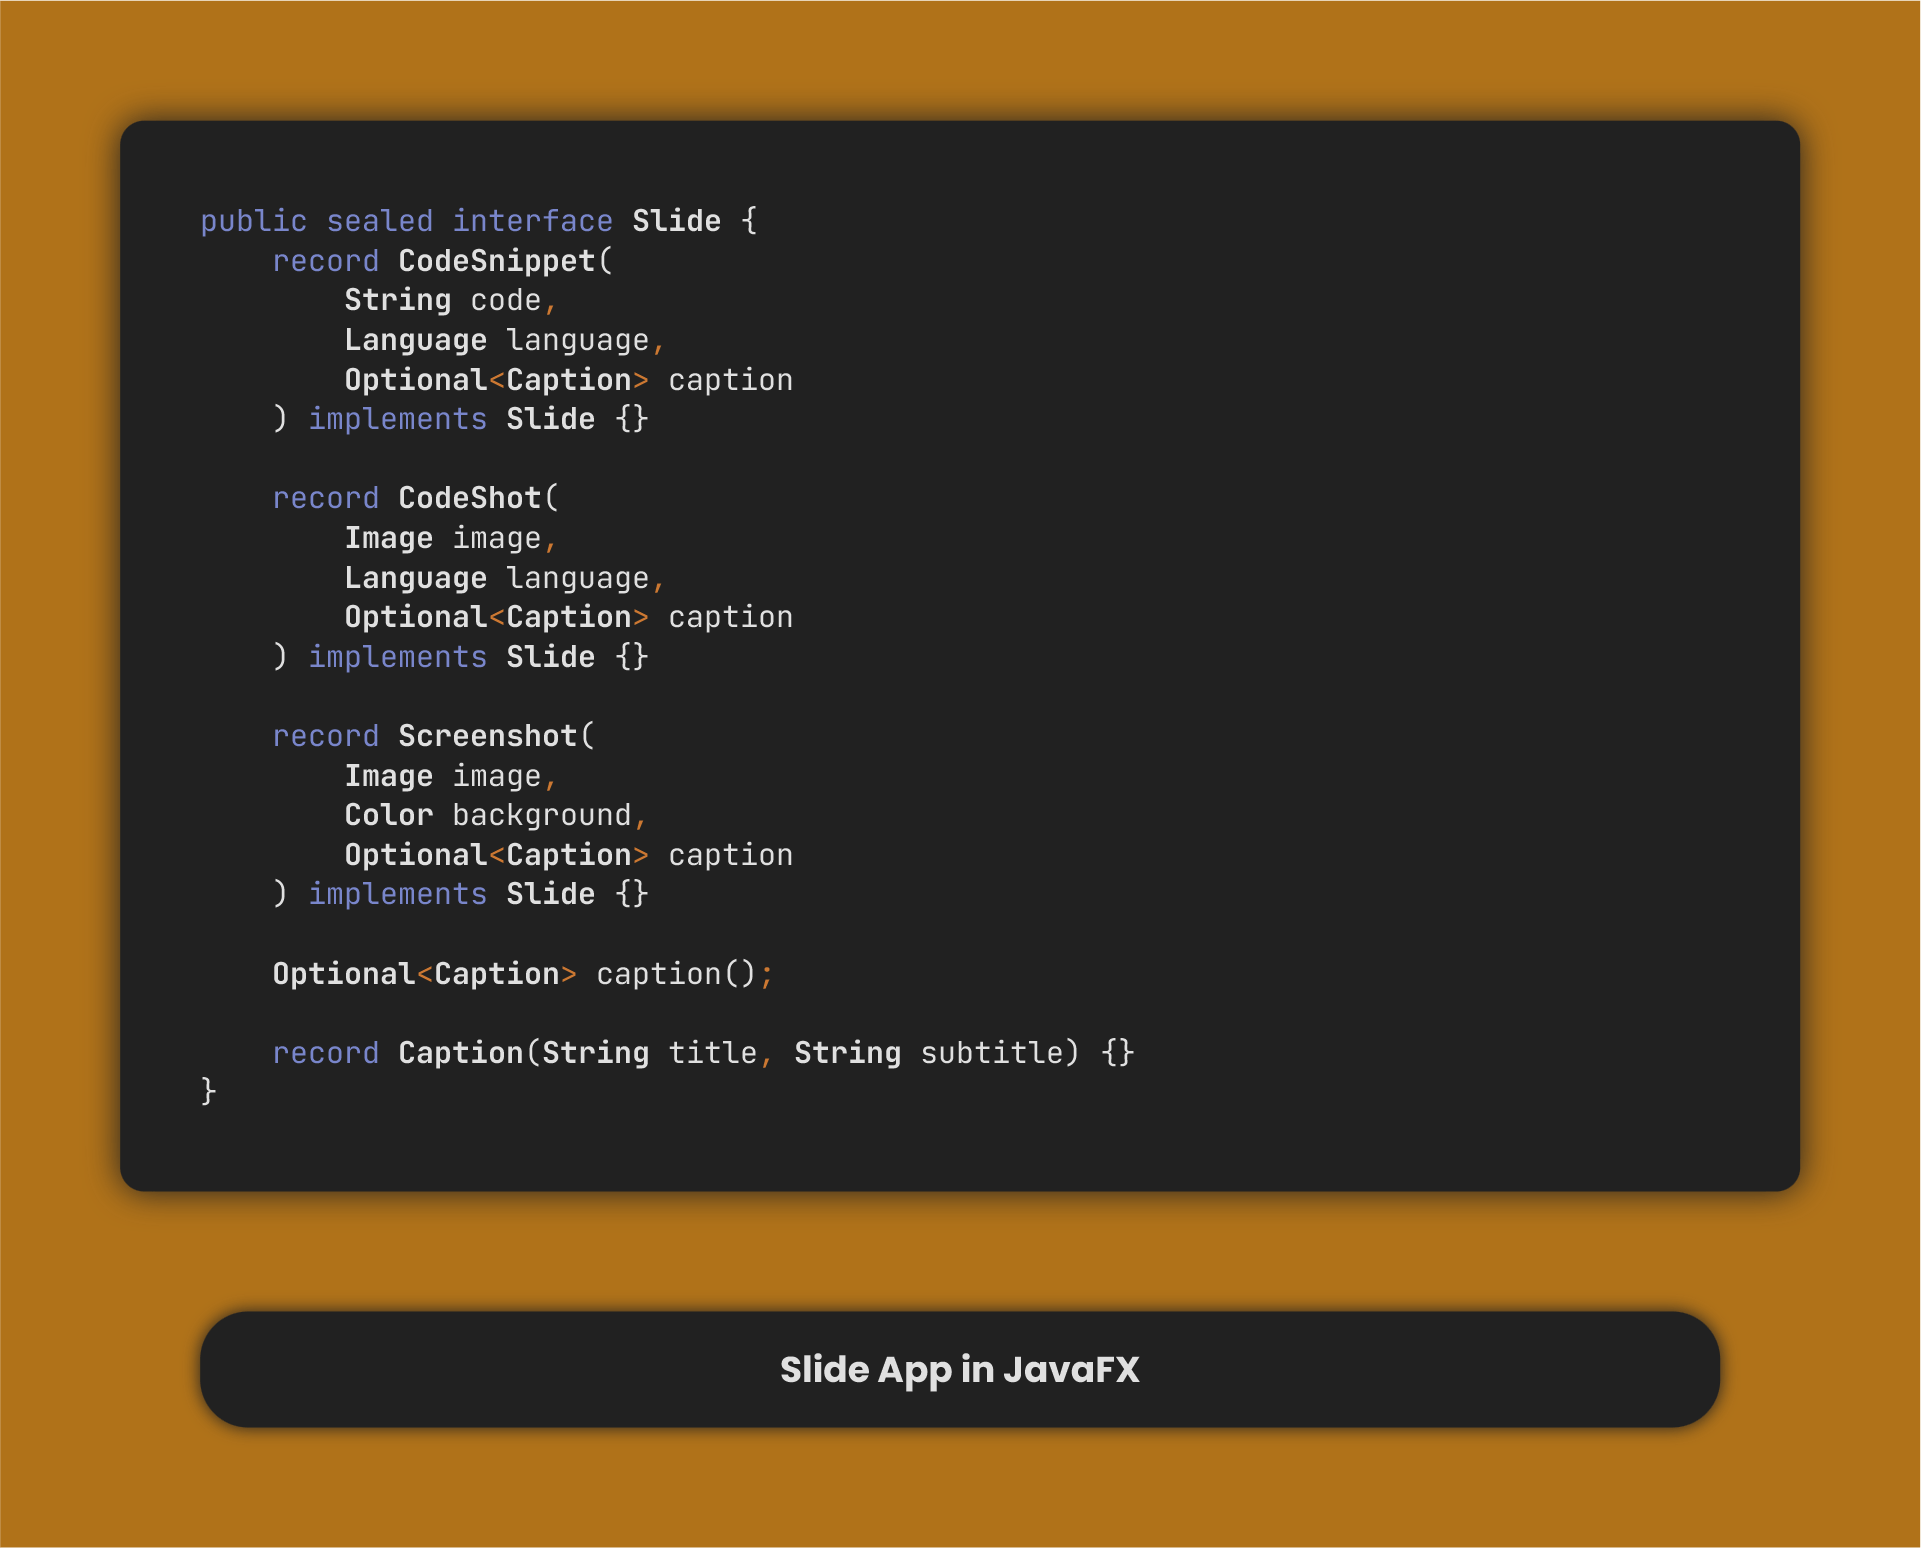 public sealed interface Slide {
    record CodeSnippet(
        String code,
        Language language,
        Optional<Caption> caption
    ) implements Slide {}

    record CodeShot(
        Image image,
        Language language,
        Optional<Caption> caption
    ) implements Slide {}

    record Screenshot(
        Image image,
        Color background,
        Optional<Caption> caption
    ) implements Slide {}

    Optional<Caption> caption();

    record Caption(String title, String subtitle) {}
}
Slide App in JavaFX